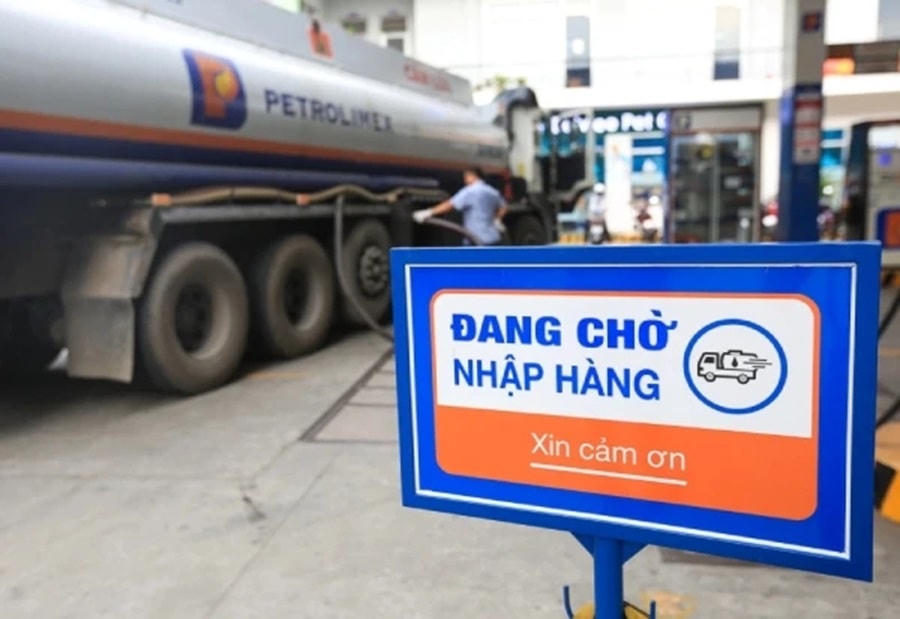 PETROLIMEX
ĐANG CHỜ
NHẬP HÀNG
Xin cảm ơn